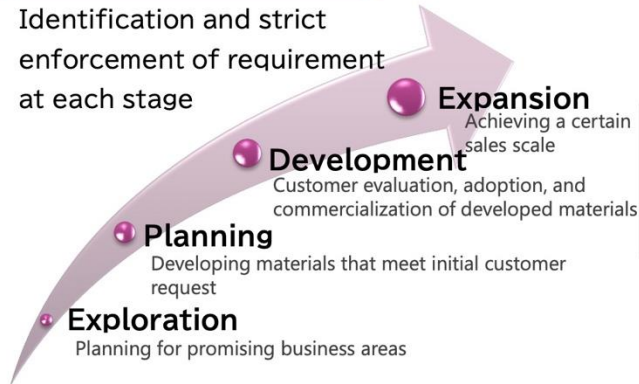 Identification and strict
enforcement of requirement
at each stage
Expansion
Achieving a certain
sales scale
Development
Customer evaluation, adoption, and
commercialization of developed materials
Planning
Developing materials that meet initial customer
request
Exploration
Planning for promising business areas